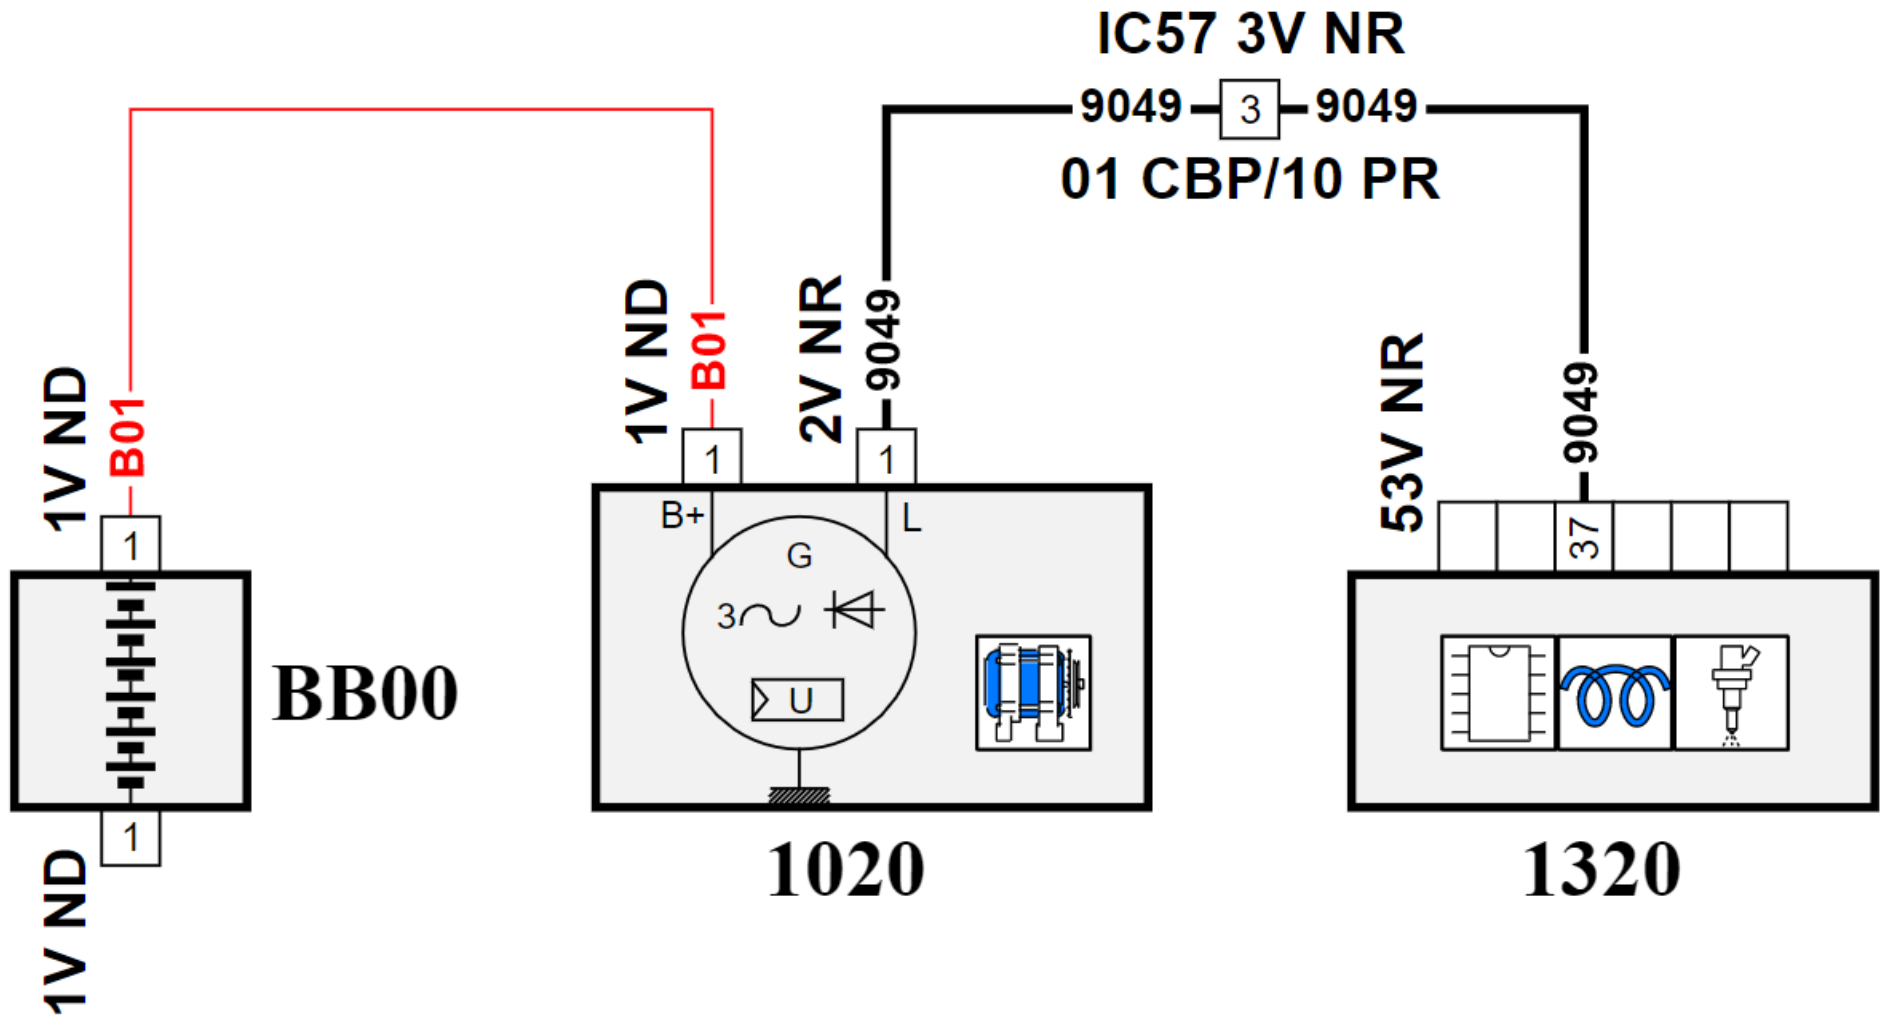 IC57 3V NR
9049 3 9049
01 CBP/10 PR
1V ND
B01
1
1V ND
B01
1
2V NR
9049
1
53V NR
9049
37
B+
L
G
3
U
BB00
1
1V ND
1020
1320